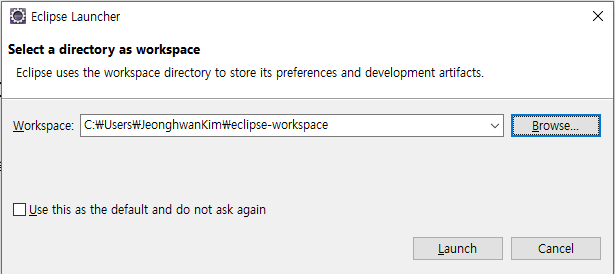 Eclipse Launcher
Select a directory as workspace
Eclipse uses the workspace directory to store its preferences and development artifacts.
Workspace: C:₩Users₩JeonghwanKim₩eclipse-workspace Browse...
Use this as the default and do not ask again
Launch Cancel